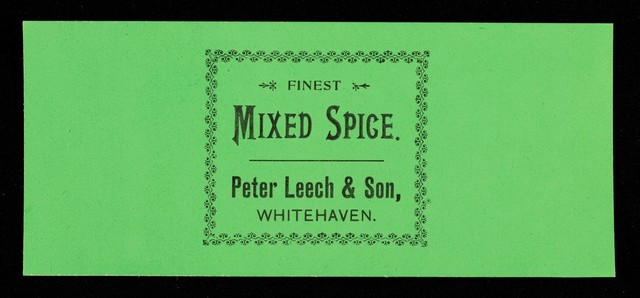 FINEST
MIXED SPICE.
Peter Leech & Son,
WHITEHAVEN.